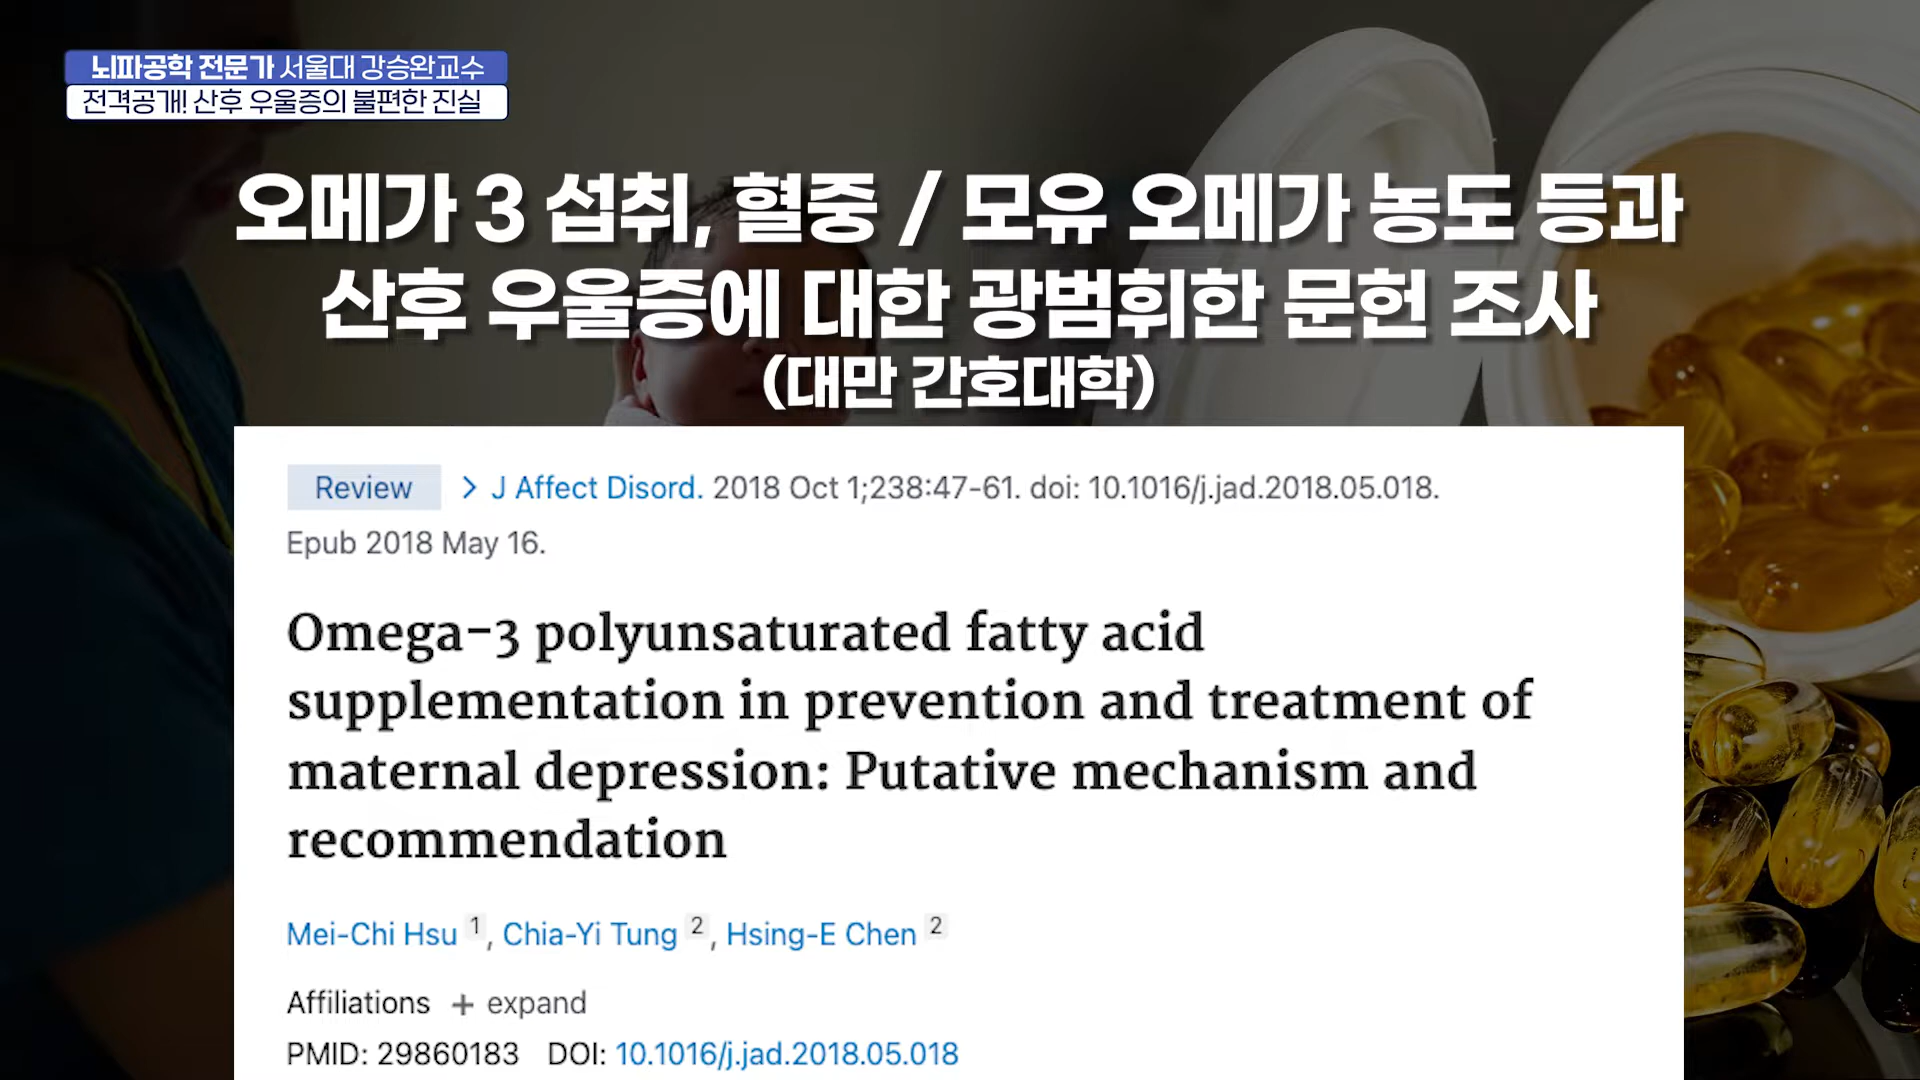 뇌파공학 전문가 서울대 강승완교수
전격공개! 산후 우울증의 불편한 진실
오메가 3 섭취, 혈중 / 모유 오메가 농도 등과
산후 우울증에 대한 광범휘한 문헌 조사
(대만 간호대학)
Review > J Affect Disord. 2018 Oct 1;238:47-61. doi: 10.1016/j.jad.2018.05.018.
Epub 2018 May 16.
Omega-3 polyunsaturated fatty acid
supplementation in prevention and treatment of
maternal depression: Putative mechanism and
recommendation
Mei-Chi Hsu 1, Chia-Yi Tung 2, Hsing-E Chen 2
Affiliations + expand
PMID: 29860183 DOI: 10.1016/j.jad.2018.05.018